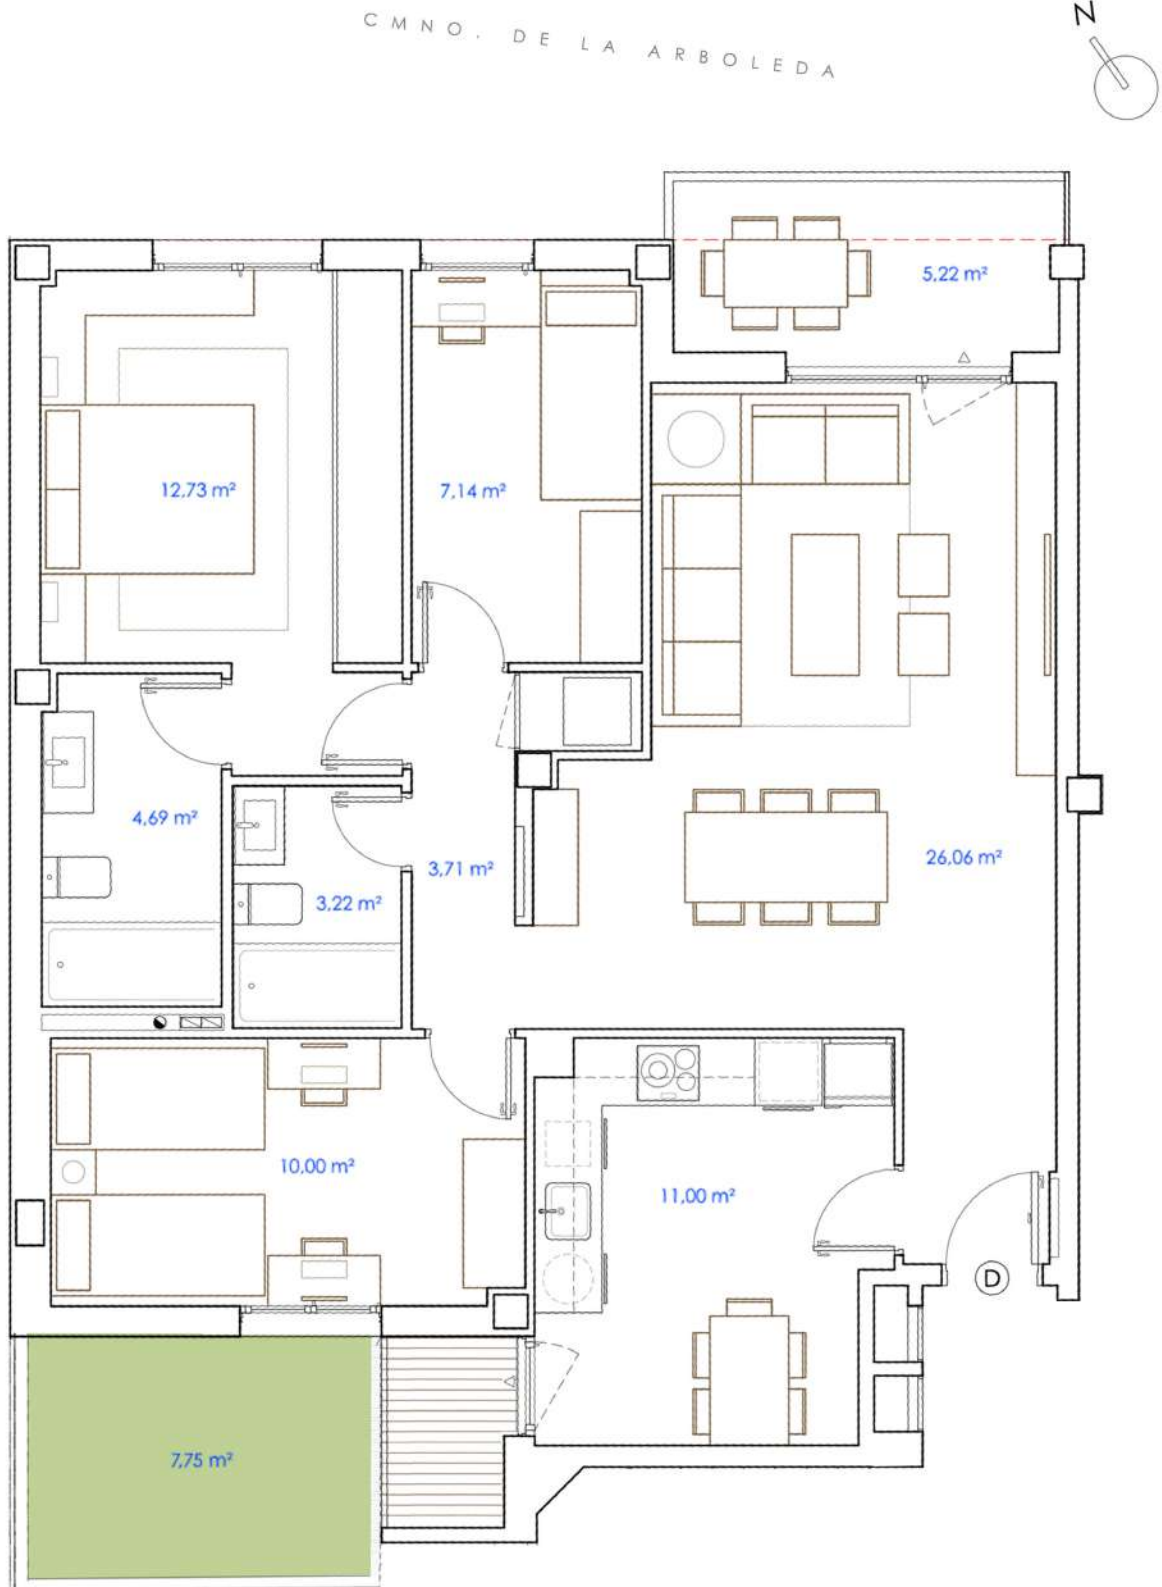 CMNO. DE LA ARBOLEDA
N
5,22 m²
12,73 m²
7,14 m²
4,69 m²
3,22 m²
3,71 m²
26,06 m²
10,00 m²
11,00 m²
D
7,75 m²